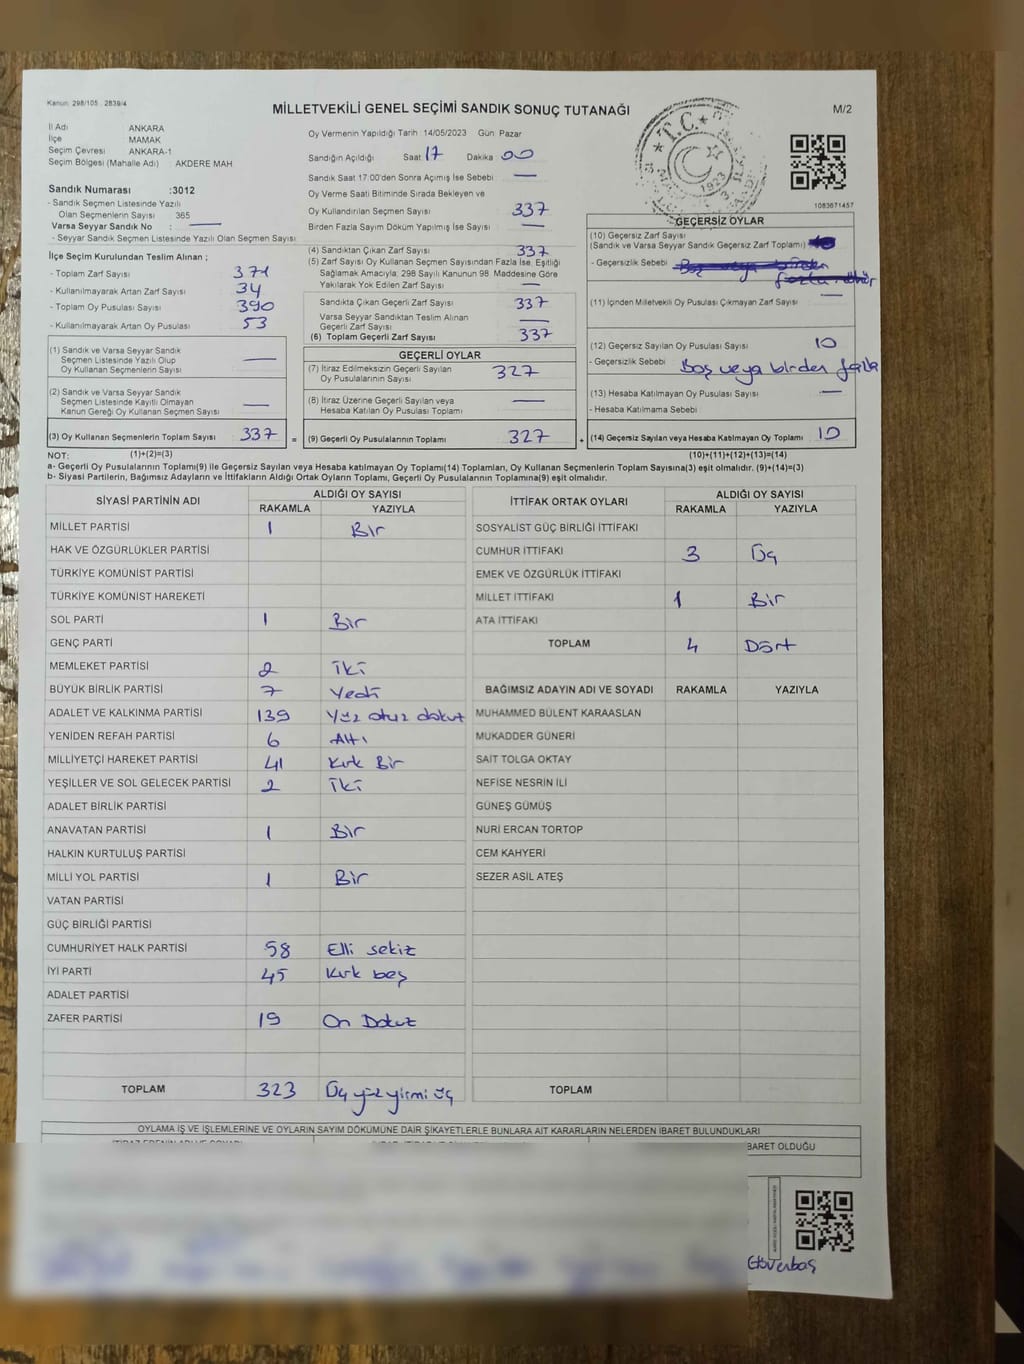 Kanun: 298/105 . 2839/4
MİLLETVEKİLİ GENEL SEÇİMİ SANDIK SONUÇ TUTANAĞI
M/2
İl Adı ANKARA
İlçe MAMAK
Seçim Çevresi ANKARA-1
Seçim Bölgesi (Mahalle Adı) AKDERE MAH
Sandık Numarası :3012
- Sandık Seçmen Listesinde Yazılı
Olan Seçmenlerin Sayısı : 365
Varsa Seyyar Sandık No : —
- Seyyar Sandık Seçmen Listesinde Yazılı Olan Seçmen Sayısı
İlçe Seçim Kurulundan Teslim Alınan ;
- Toplam Zarf Sayısı 371
- Kullanılmayarak Artan Zarf Sayısı 34
- Toplam Oy Pusulası Sayısı 390
- Kullanılmayarak Artan Oy Pusulası 53
(1) Sandık ve Varsa Seyyar Sandık
Seçmen Listesinde Yazılı Olup —
Oy Kullanan Seçmenlerin Sayısı
(2) Sandık ve Varsa Seyyar Sandık
Seçmen Listesinde Kayıtlı Olmayan —
Kanun Gereği Oy Kullanan Seçmen Sayısı
(3) Oy Kullanan Seçmenlerin Toplam Sayısı 337 =
Oy Vermenin Yapıldığı Tarih 14/05/2023 Gün Pazar
Sandığın Açıldığı Saat 17 Dakika 00
Sandık Saat 17.00'den Sonra Açılmış İse Sebebi —
Oy Verme Saati Bitiminde Sırada Bekleyen ve
Oy Kullandırılan Seçmen Sayısı 337
Birden Fazla Sayım Döküm Yapılmış İse Sayısı —
(4) Sandıktan Çıkan Zarf Sayısı 337
(5) Zarf Sayısı Oy Kullanan Seçmen Sayısından Fazla İse, Eşitliği
Sağlamak Amacıyla, 298 Sayılı Kanunun 98. Maddesine Göre
Yakılarak Yok Edilen Zarf Sayısı —
Sandıkta Çıkan Geçerli Zarf Sayısı 337
Varsa Seyyar Sandıktan Teslim Alınan
Geçerli Zarf Sayısı —
(6) Toplam Geçerli Zarf Sayısı 337
GEÇERLİ OYLAR
(7) İtiraz Edilmeksizin Geçerli Sayılan
Oy Pusulalarının Sayısı 327
(8) İtiraz Üzerine Geçerli Sayılan veya —
Hesaba Katılan Oy Pusulası Toplamı
(9) Geçerli Oy Pusulalarının Toplamı 327 +
T.C.
1923
1083671457
GEÇERSİZ OYLAR
(10) Geçersiz Zarf Sayısı
(Sandık ve Varsa Seyyar Sandık Geçersiz Zarf Toplamı)
- Geçersizlik Sebebi Boş veya birden
(11) İçinden Milletvekili Oy Pusulası Çıkmayan Zarf Sayısı —
(12) Geçersiz Sayılan Oy Pusulası Sayısı 10
- Geçersizlik Sebebi Boş veya birden fazla
(13) Hesaba Katılmayan Oy Pusulası Sayısı —
- Hesaba Katılmama Sebebi
(14) Geçersiz Sayılan veya Hesaba Katılmayan Oy Toplamı 10
NOT: (1)+(2)=(3) (10)+(11)+(12)+(13)=(14)
a- Geçerli Oy Pusulalarının Toplamı(9) ile Geçersiz Sayılan veya Hesaba katılmayan Oy Toplamı(14) Toplamları, Oy Kullanan Seçmenlerin Toplam Sayısına(3) eşit olmalıdır. (9)+(14)=(3)
b- Siyasi Partilerin, Bağımsız Adayların ve İttifakların Aldığı Ortak Oyların Toplamı, Geçerli Oy Pusulalarının Toplamına(9) eşit olmalıdır.
SİYASİ PARTİNİN ADI ALDIĞI OY SAYISI
RAKAMLA YAZIYLA
MİLLET PARTİSİ 1 Bir
HAK VE ÖZGÜRLÜKLER PARTİSİ
TÜRKİYE KOMÜNİST PARTİSİ
TÜRKİYE KOMÜNİST HAREKETİ
SOL PARTİ 1 Bir
GENÇ PARTİ
MEMLEKET PARTİSİ 2 İki
BÜYÜK BİRLİK PARTİSİ 7 Yedi
ADALET VE KALKINMA PARTİSİ 139 Yüz otuz dokuz
YENİDEN REFAH PARTİSİ 6 Altı
MİLLİYETÇİ HAREKET PARTİSİ 41 Kırk Bir
YEŞİLLER VE SOL GELECEK PARTİSİ 2 İki
ADALET BİRLİK PARTİSİ
ANAVATAN PARTİSİ 1 Bir
HALKIN KURTULUŞ PARTİSİ
MİLLİ YOL PARTİSİ 1 Bir
VATAN PARTİSİ
GÜÇ BİRLİĞİ PARTİSİ
CUMHURİYET HALK PARTİSİ 58 Elli sekiz
İYİ PARTİ 45 Kırk beş
ADALET PARTİSİ
ZAFER PARTİSİ 19 On Dokuz
TOPLAM 323 Üç yüz yirmi üç
İTTİFAK ORTAK OYLARI ALDIĞI OY SAYISI
RAKAMLA YAZIYLA
SOSYALİST GÜÇ BİRLİĞİ İTTİFAKI
CUMHUR İTTİFAKI 3 Üç
EMEK VE ÖZGÜRLÜK İTTİFAKI
MİLLET İTTİFAKI 1 Bir
ATA İTTİFAKI
TOPLAM 4 Dört
BAĞIMSIZ ADAYIN ADI VE SOYADI RAKAMLA YAZIYLA
MUHAMMED BÜLENT KARAASLAN
MUKADDER GÜNERİ
SAİT TOLGA OKTAY
NEFİSE NESRİN İLİ
GÜNEŞ GÜMÜŞ
NURİ ERCAN TORTOP
CEM KAHYERİ
SEZER ASİL ATEŞ
TOPLAM
OYLAMA İŞ VE İŞLEMLERİNE VE OYLARIN SAYIM DÖKÜMÜNE DAİR ŞİKAYETLERLE BUNLARA AİT KARARLARIN NELERDEN İBARET BULUNDUKLARI
BARET OLDUĞU